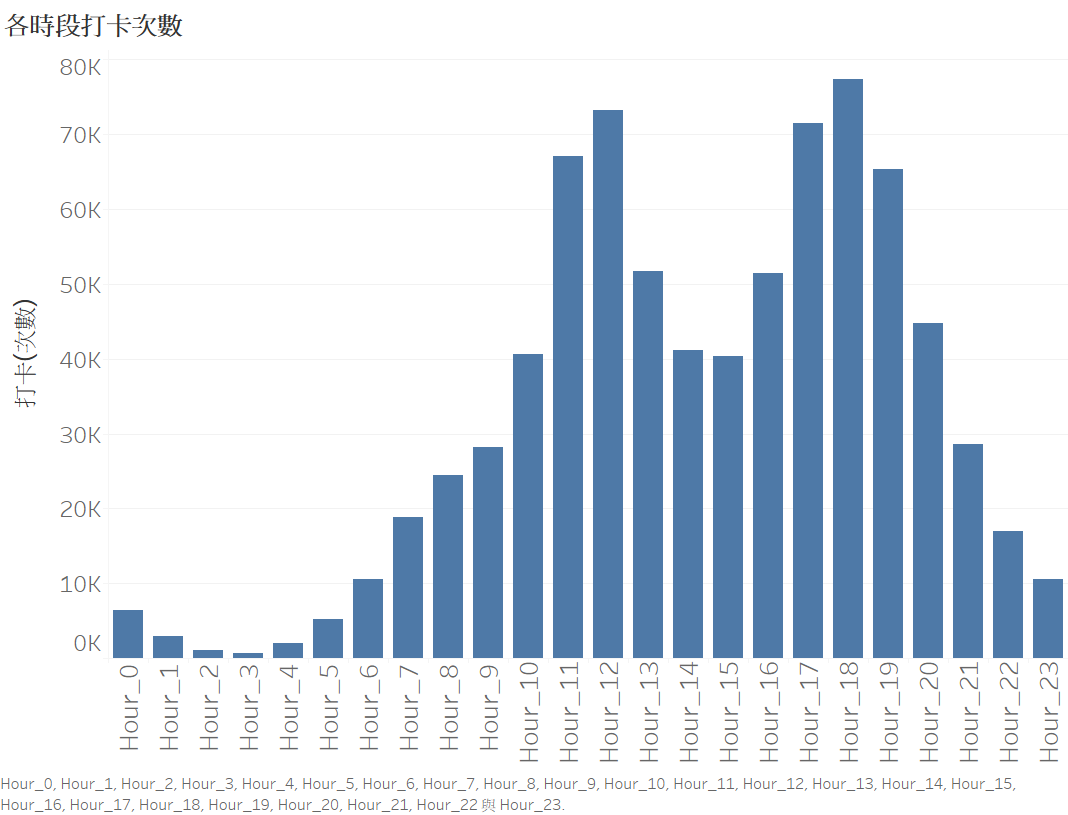 各時段打卡次數
80K
70K
60K
50K
40K
30K
20K
10K
0K
打卡(次數)
Hour_0
Hour_1
Hour_2
Hour_3
Hour_4
Hour_5
Hour_6
Hour_7
Hour_8
Hour_9
Hour_10
Hour_11
Hour_12
Hour_13
Hour_14
Hour_15
Hour_16
Hour_17
Hour_18
Hour_19
Hour_20
Hour_21
Hour_22
Hour_23
Hour_0, Hour_1, Hour_2, Hour_3, Hour_4, Hour_5, Hour_6, Hour_7, Hour_8, Hour_9, Hour_10, Hour_11, Hour_12, Hour_13, Hour_14, Hour_15,
Hour_16, Hour_17, Hour_18, Hour_19, Hour_20, Hour_21, Hour_22 與 Hour_23.